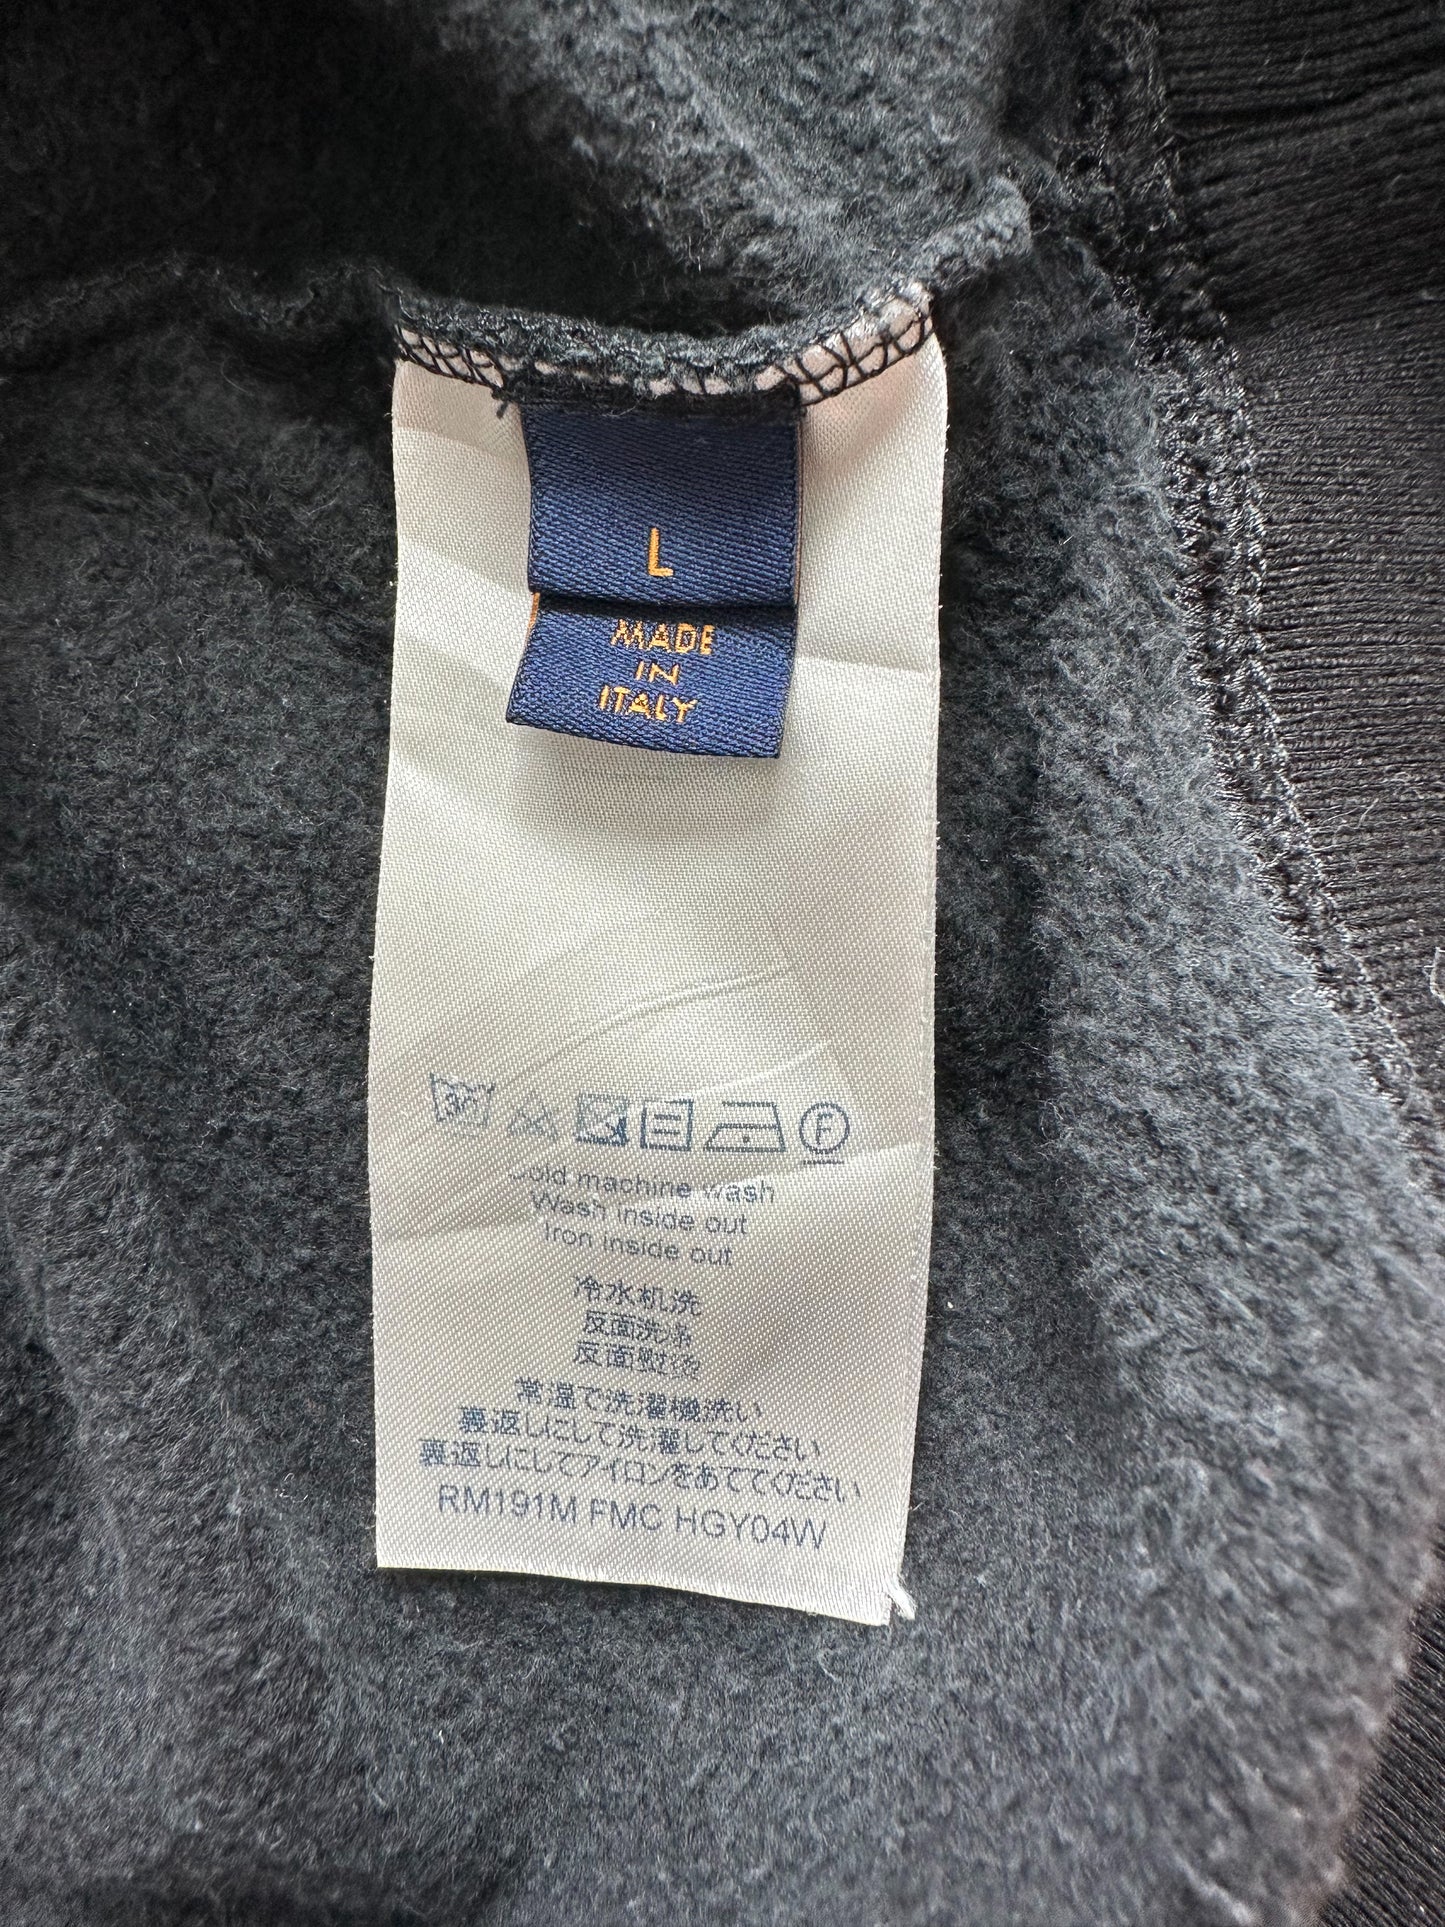 L
MADE
IN
ITALY
30
F
Cold machine wash
Wash inside out
Iron inside out
冷水机洗
反面洗涤
反面熨烫
常温で洗濯機洗い
裏返しにして洗濯してください
裏返しにしてアイロンをあててください
RM191M FMC HGY04W